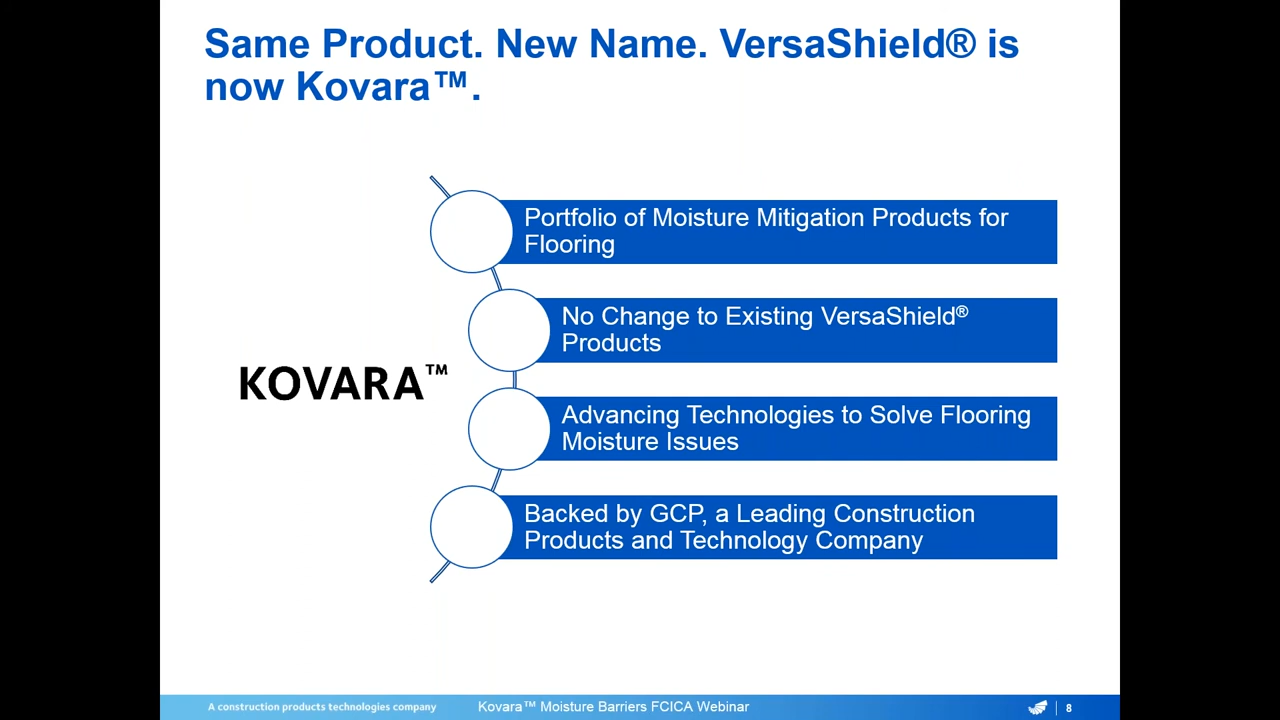 Same Product. New Name. VersaShield® is
now Kovara™.
Portfolio of Moisture Mitigation Products for
Flooring
No Change to Existing VersaShield®
Products
KOVARA™
Advancing Technologies to Solve Flooring
Moisture Issues
Backed by GCP, a Leading Construction
Products and Technology Company
A construction products technologies company
Kovara™ Moisture Barriers FCICA Webinar
8